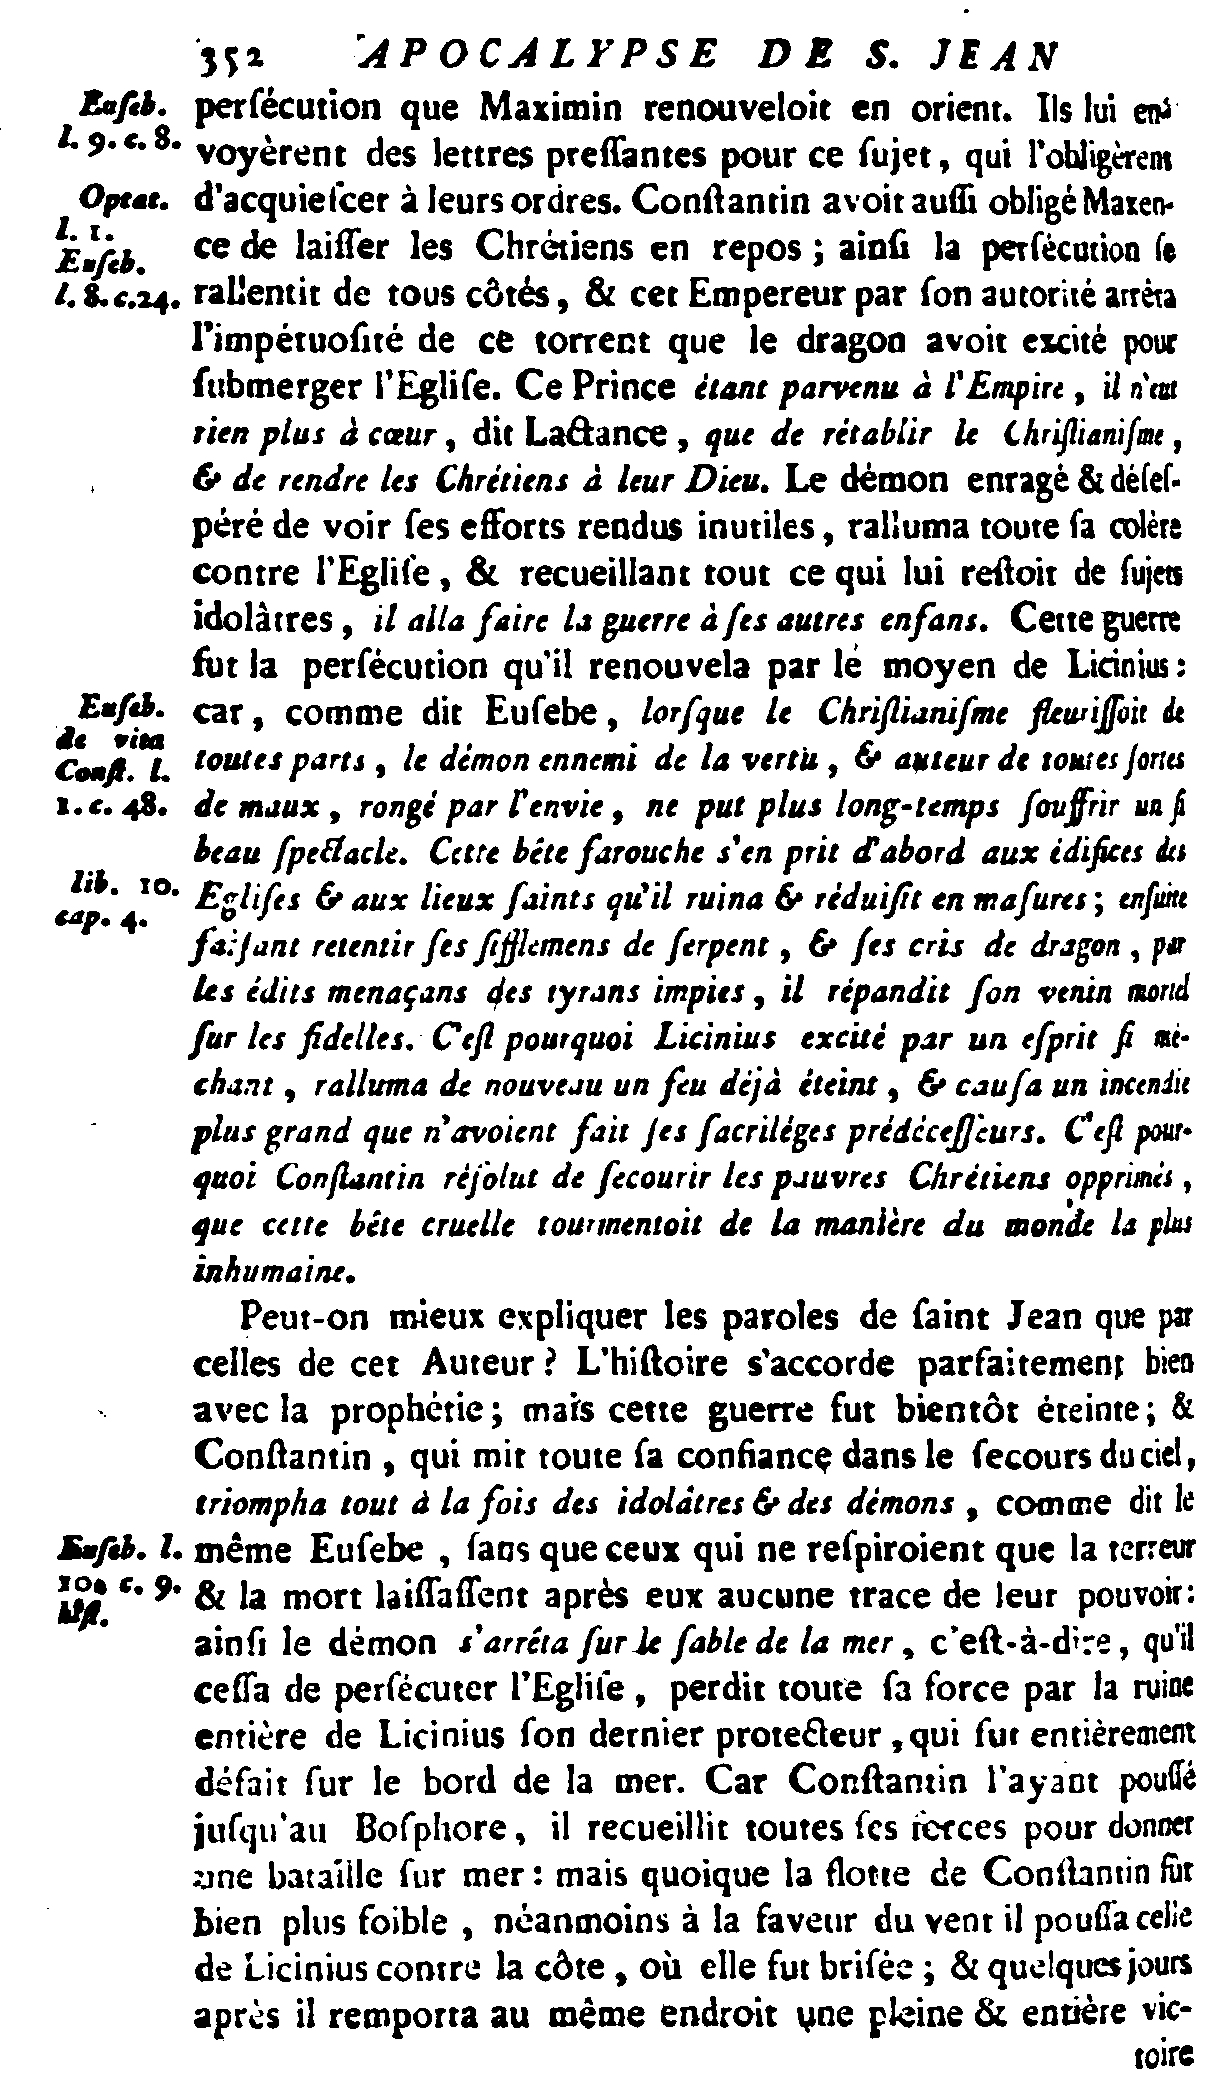 352 APOCALYPSE DE S. JEAN
Euſeb.
l. 9. c. 8.
Optat.
l. 1.
Euſeb.
l. 8. c. 24.
perſécution que Maximin renouveloit en orient. Ils lui en-
voyèrent des lettres preſſantes pour ce ſujet, qui l'obligèrent
d'acquieſcer à leurs ordres. Conſtantin avoit auſſi obligé Maxen-
ce de laiſſer les Chrétiens en repos ; ainſi la perſécution ſe
rallentit de tous côtés, & cet Empereur par ſon autorité arrêta
l'impétuoſité de ce torrent que le dragon avoit excité pour
ſubmerger l'Egliſe. Ce Prince étant parvenu à l'Empire, il n'eut
rien plus à cœur, dit Lactance, que de rétablir le Chriſtianiſme,
& de rendre les Chrétiens à leur Dieu. Le démon enragé & déſeſ-
péré de voir ſes efforts rendus inutiles, ralluma toute ſa colère
contre l'Egliſe, & recueillant tout ce qui lui reſtoit de ſujets
idolâtres, il alla faire la guerre à ſes autres enfans. Cette guerre
fut la perſécution qu'il renouvela par le moyen de Licinius :
Euſeb.
de vita
Conſt. l.
1. c. 48.
car, comme dit Euſebe, lorſque le Chriſtianiſme fleuriſſoit de
toutes parts, le démon ennemi de la vertu, & auteur de toutes ſortes
de maux, rongé par l'envie, ne put plus long-temps ſouffrir un ſi
beau ſpectacle. Cette bête farouche s'en prit d'abord aux édifices des
lib. 10.
cap. 4.
Egliſes & aux lieux ſaints qu'il ruina & réduiſit en maſures ; enſuite
faiſant retentir ſes ſifflemens de ſerpent, & ſes cris de dragon, par
les édits menaçans des tyrans impies, il répandit ſon venin mortel
ſur les fidelles. C'eſt pourquoi Licinius excité par un eſprit ſi mé-
chant, ralluma de nouveau un feu déjà éteint, & cauſa un incendie
plus grand que n'avoient fait ſes ſacriléges prédéceſſeurs. C'eſt pour-
quoi Conſtantin réſolut de ſecourir les pauvres Chrétiens opprimés,
que cette bête cruelle tourmentoit de la manière du monde la plus
inhumaine.
Peut-on mieux expliquer les paroles de ſaint Jean que par
celles de cet Auteur ? L'hiſtoire s'accorde parfaitement bien
avec la prophétie ; mais cette guerre fut bientôt éteinte ; &
Conſtantin, qui mit toute ſa confiance dans le ſecours du ciel,
triompha tout à la fois des idolâtres & des démons, comme dit le
Euſeb. l.
10. c. 9.
hiſt.
même Euſebe, ſans que ceux qui ne reſpiroient que la terreur
& la mort laiſſaſſent après eux aucune trace de leur pouvoir :
ainſi le démon s'arrêta ſur le ſable de la mer, c'eſt-à-dire, qu'il
ceſſa de perſécuter l'Egliſe, perdit toute ſa force par la ruine
entière de Licinius ſon dernier protecteur, qui fut entièrement
défait ſur le bord de la mer. Car Conſtantin l'ayant pouſſé
juſqu'au Boſphore, il recueillit toutes ſes forces pour donner
une bataille ſur mer : mais quoique la flotte de Conſtantin fût
bien plus foible, néanmoins à la faveur du vent il pouſſa celle
de Licinius contre la côte, où elle fut briſée ; & quelques jours
après il remporta au même endroit une pleine & entière vic-
toire